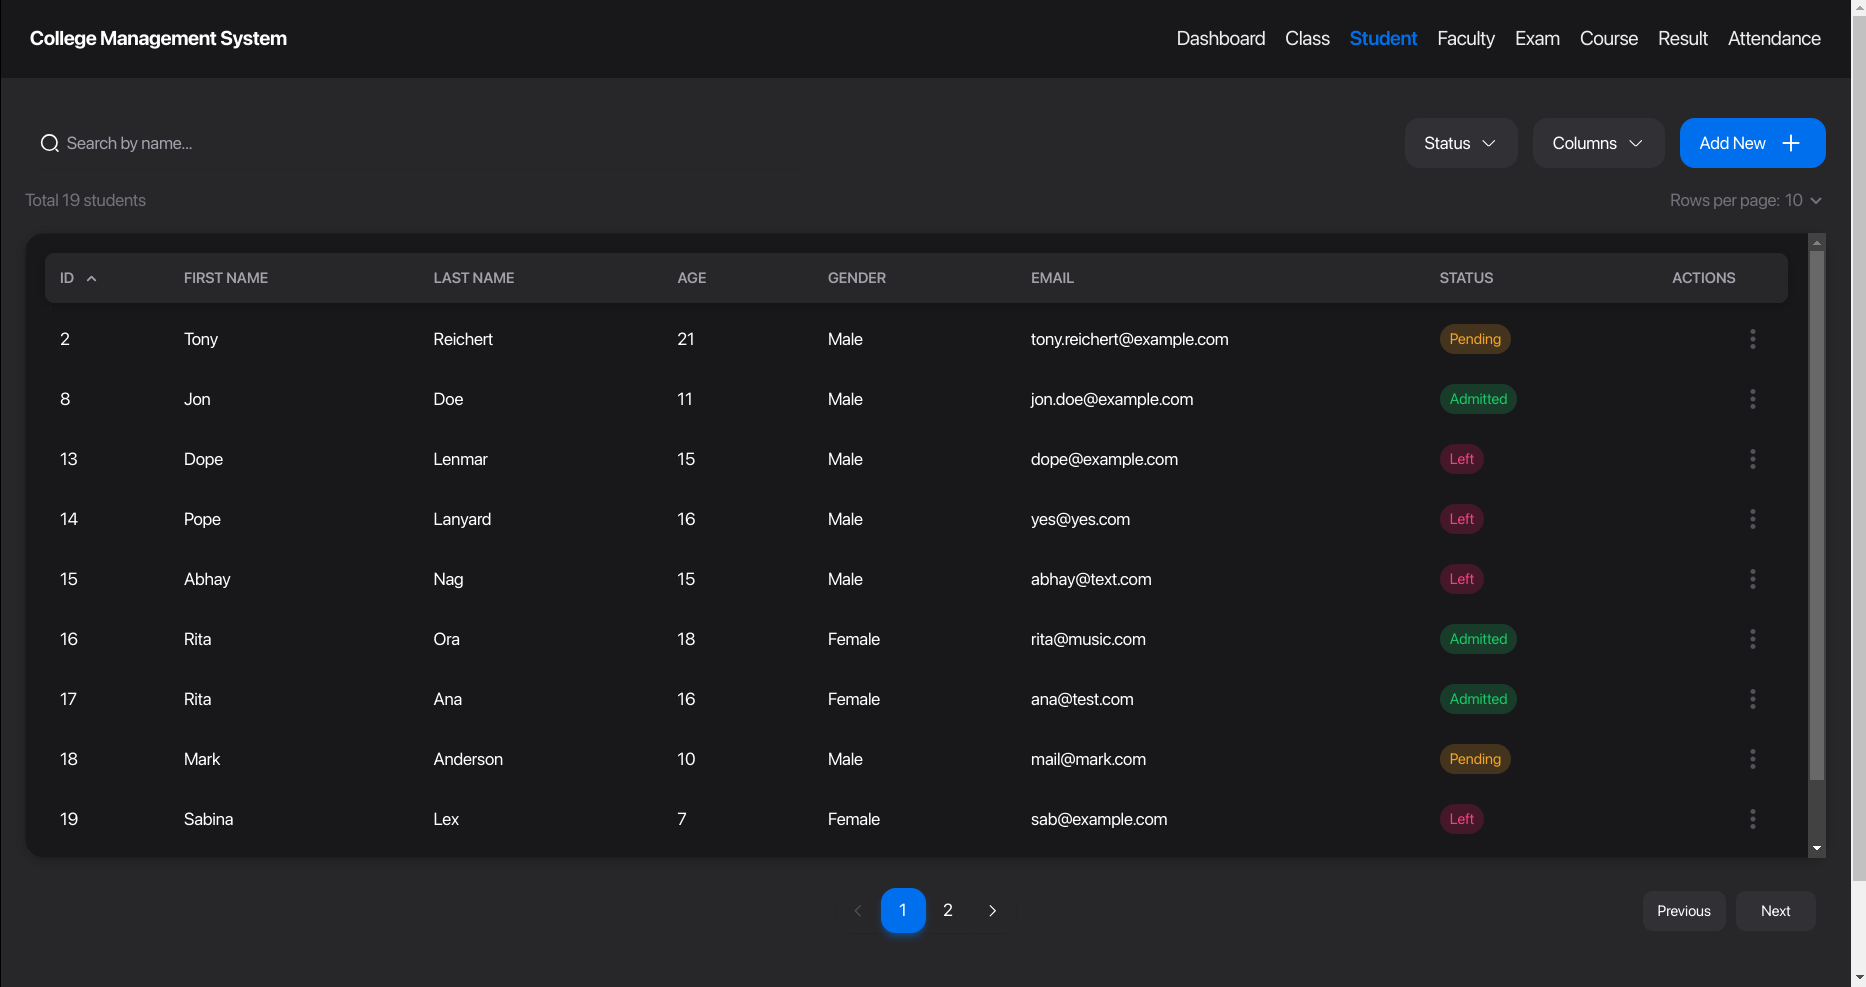 College Management System
Dashboard Class Student Faculty Exam Course Result Attendance
Search by name...
Status Columns Add New
Total 19 students
Rows per page: 10
ID FIRST NAME LAST NAME AGE GENDER EMAIL STATUS ACTIONS
2 Tony Reichert 21 Male tony.reichert@example.com Pending
8 Jon Doe 11 Male jon.doe@example.com Admitted
13 Dope Lenmar 15 Male dope@example.com Left
14 Pope Lanyard 16 Male yes@yes.com Left
15 Abhay Nag 15 Male abhay@text.com Left
16 Rita Ora 18 Female rita@music.com Admitted
17 Rita Ana 16 Female ana@test.com Admitted
18 Mark Anderson 10 Male mail@mark.com Pending
19 Sabina Lex 7 Female sab@example.com Left
1 2
Previous Next